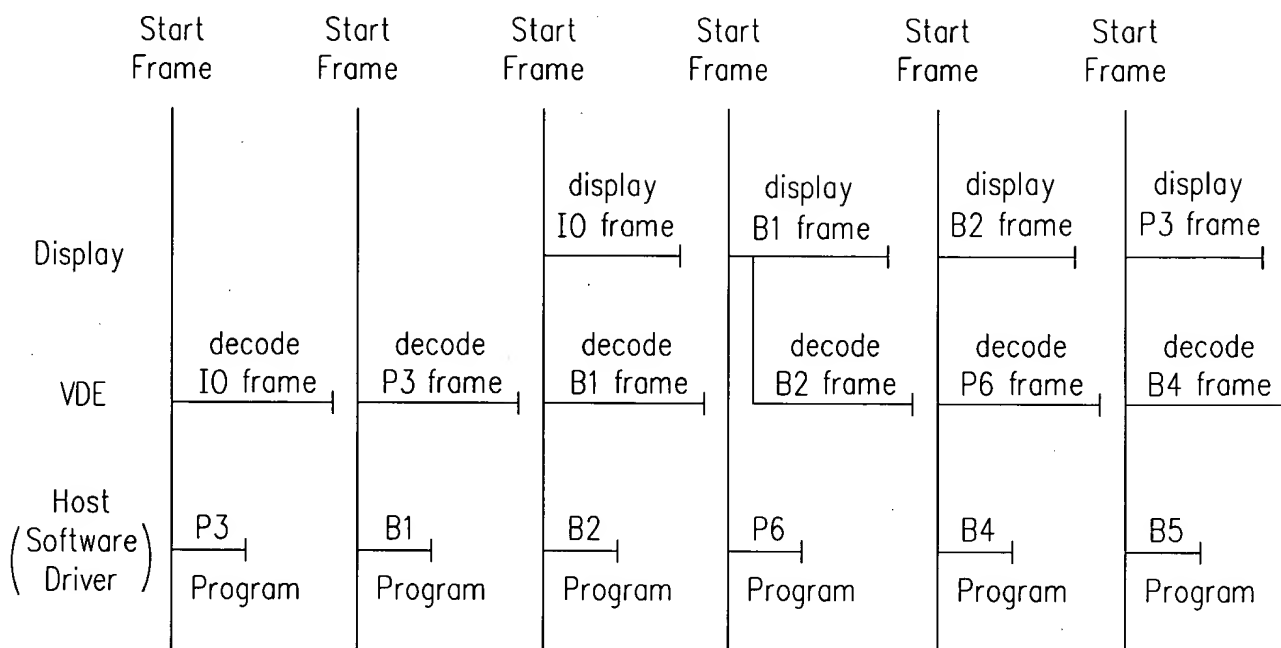 Start
Frame
Start
Frame
Start
Frame
Start
Frame
Start
Frame
Start
Frame
Display
display
I0 frame
display
B1 frame
display
B2 frame
display
P3 frame
VDE
decode
I0 frame
decode
P3 frame
decode
B1 frame
decode
B2 frame
decode
P6 frame
decode
B4 frame
Host
(Software)
Driver
P3
Program
B1
Program
B2
Program
P6
Program
B4
Program
B5
Program